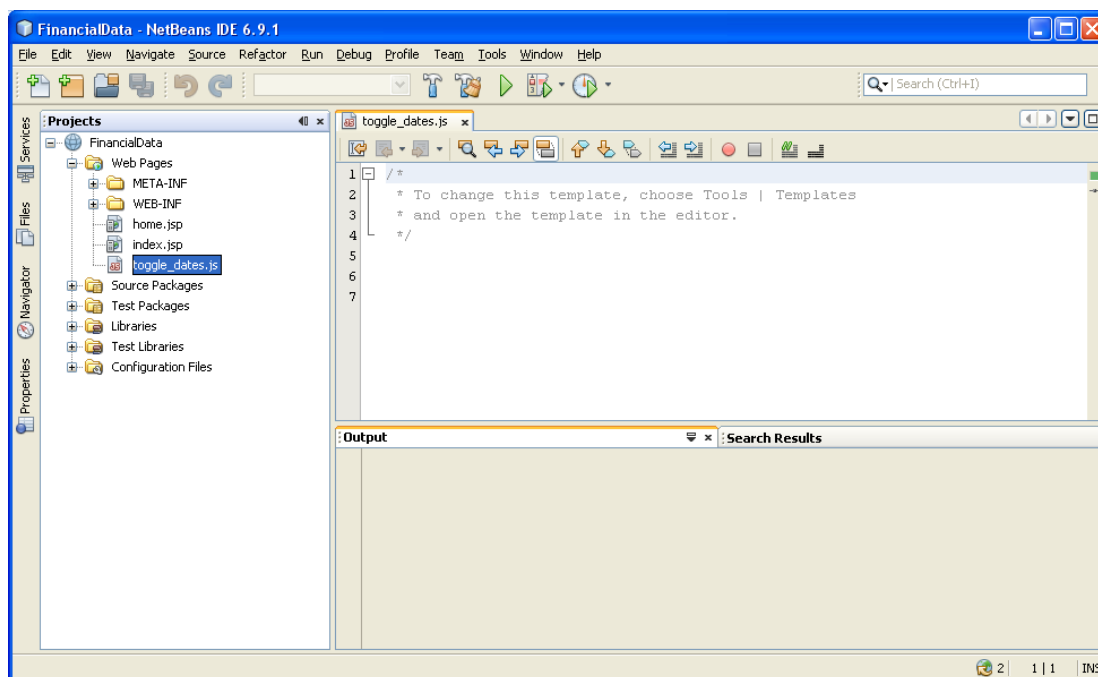 FinancialData - NetBeans IDE 6.9.1
File Edit View Navigate Source Refactor Run Debug Profile Team Tools Window Help
Search (Ctrl+I)
Services
Files
Navigator
Properties
Projects
FinancialData
Web Pages
META-INF
WEB-INF
home.jsp
index.jsp
toggle_dates.js
Source Packages
Test Packages
Libraries
Test Libraries
Configuration Files
toggle_dates.js
1 /*
2 * To change this template, choose Tools | Templates
3 * and open the template in the editor.
4 */
5
6
7
Output
Search Results
2 1 | 1 INS